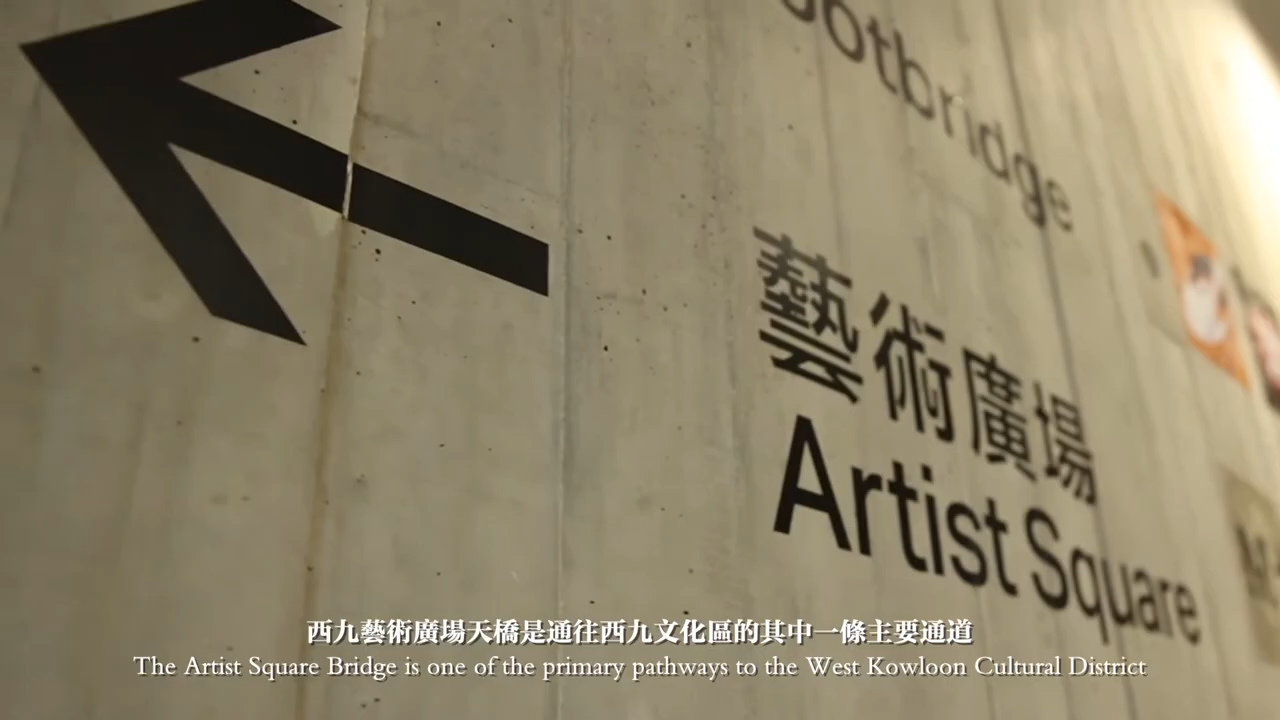 藝術廣場
Artist Square
西九藝術廣場天橋是通往西九文化區的其中一條主要通道
The Artist Square Bridge is one of the primary pathways to the West Kowloon Cultural District